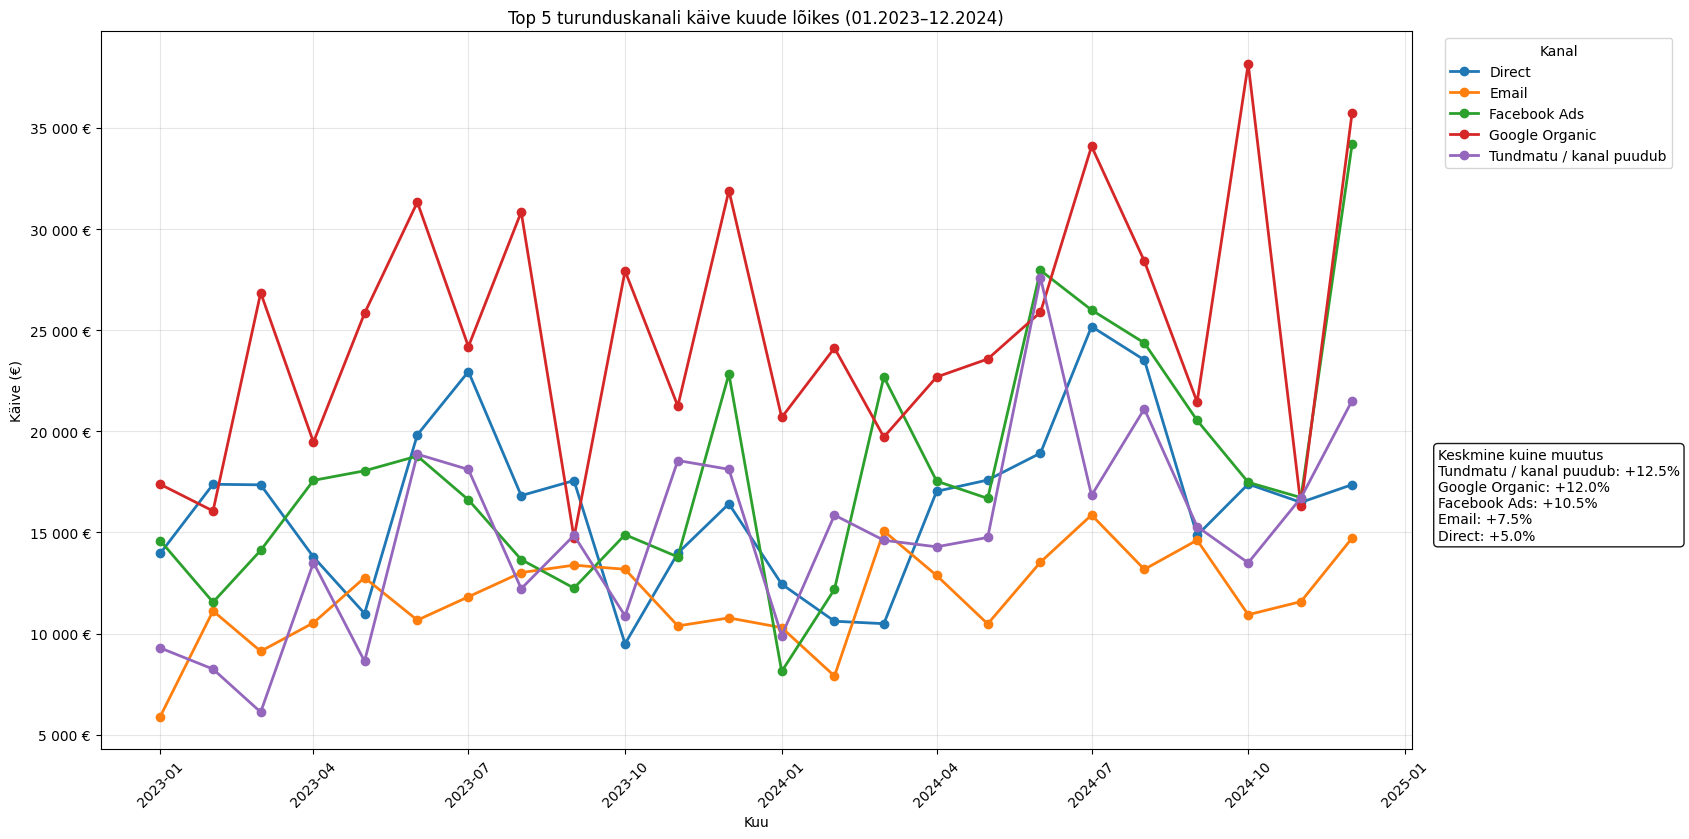 Top 5 turunduskanali käive kuude lõikes (01.2023–12.2024)
Kanal
Direct
Email
Facebook Ads
Google Organic
Tundmatu / kanal puudub
Käive (€)
35 000 €
30 000 €
25 000 €
20 000 €
15 000 €
10 000 €
5 000 €
Keskmine kuine muutus
Tundmatu / kanal puudub: +12.5%
Google Organic: +12.0%
Facebook Ads: +10.5%
Email: +7.5%
Direct: +5.0%
2023-01
2023-04
2023-07
2023-10
2024-01
2024-04
2024-07
2024-10
2025-01
Kuu